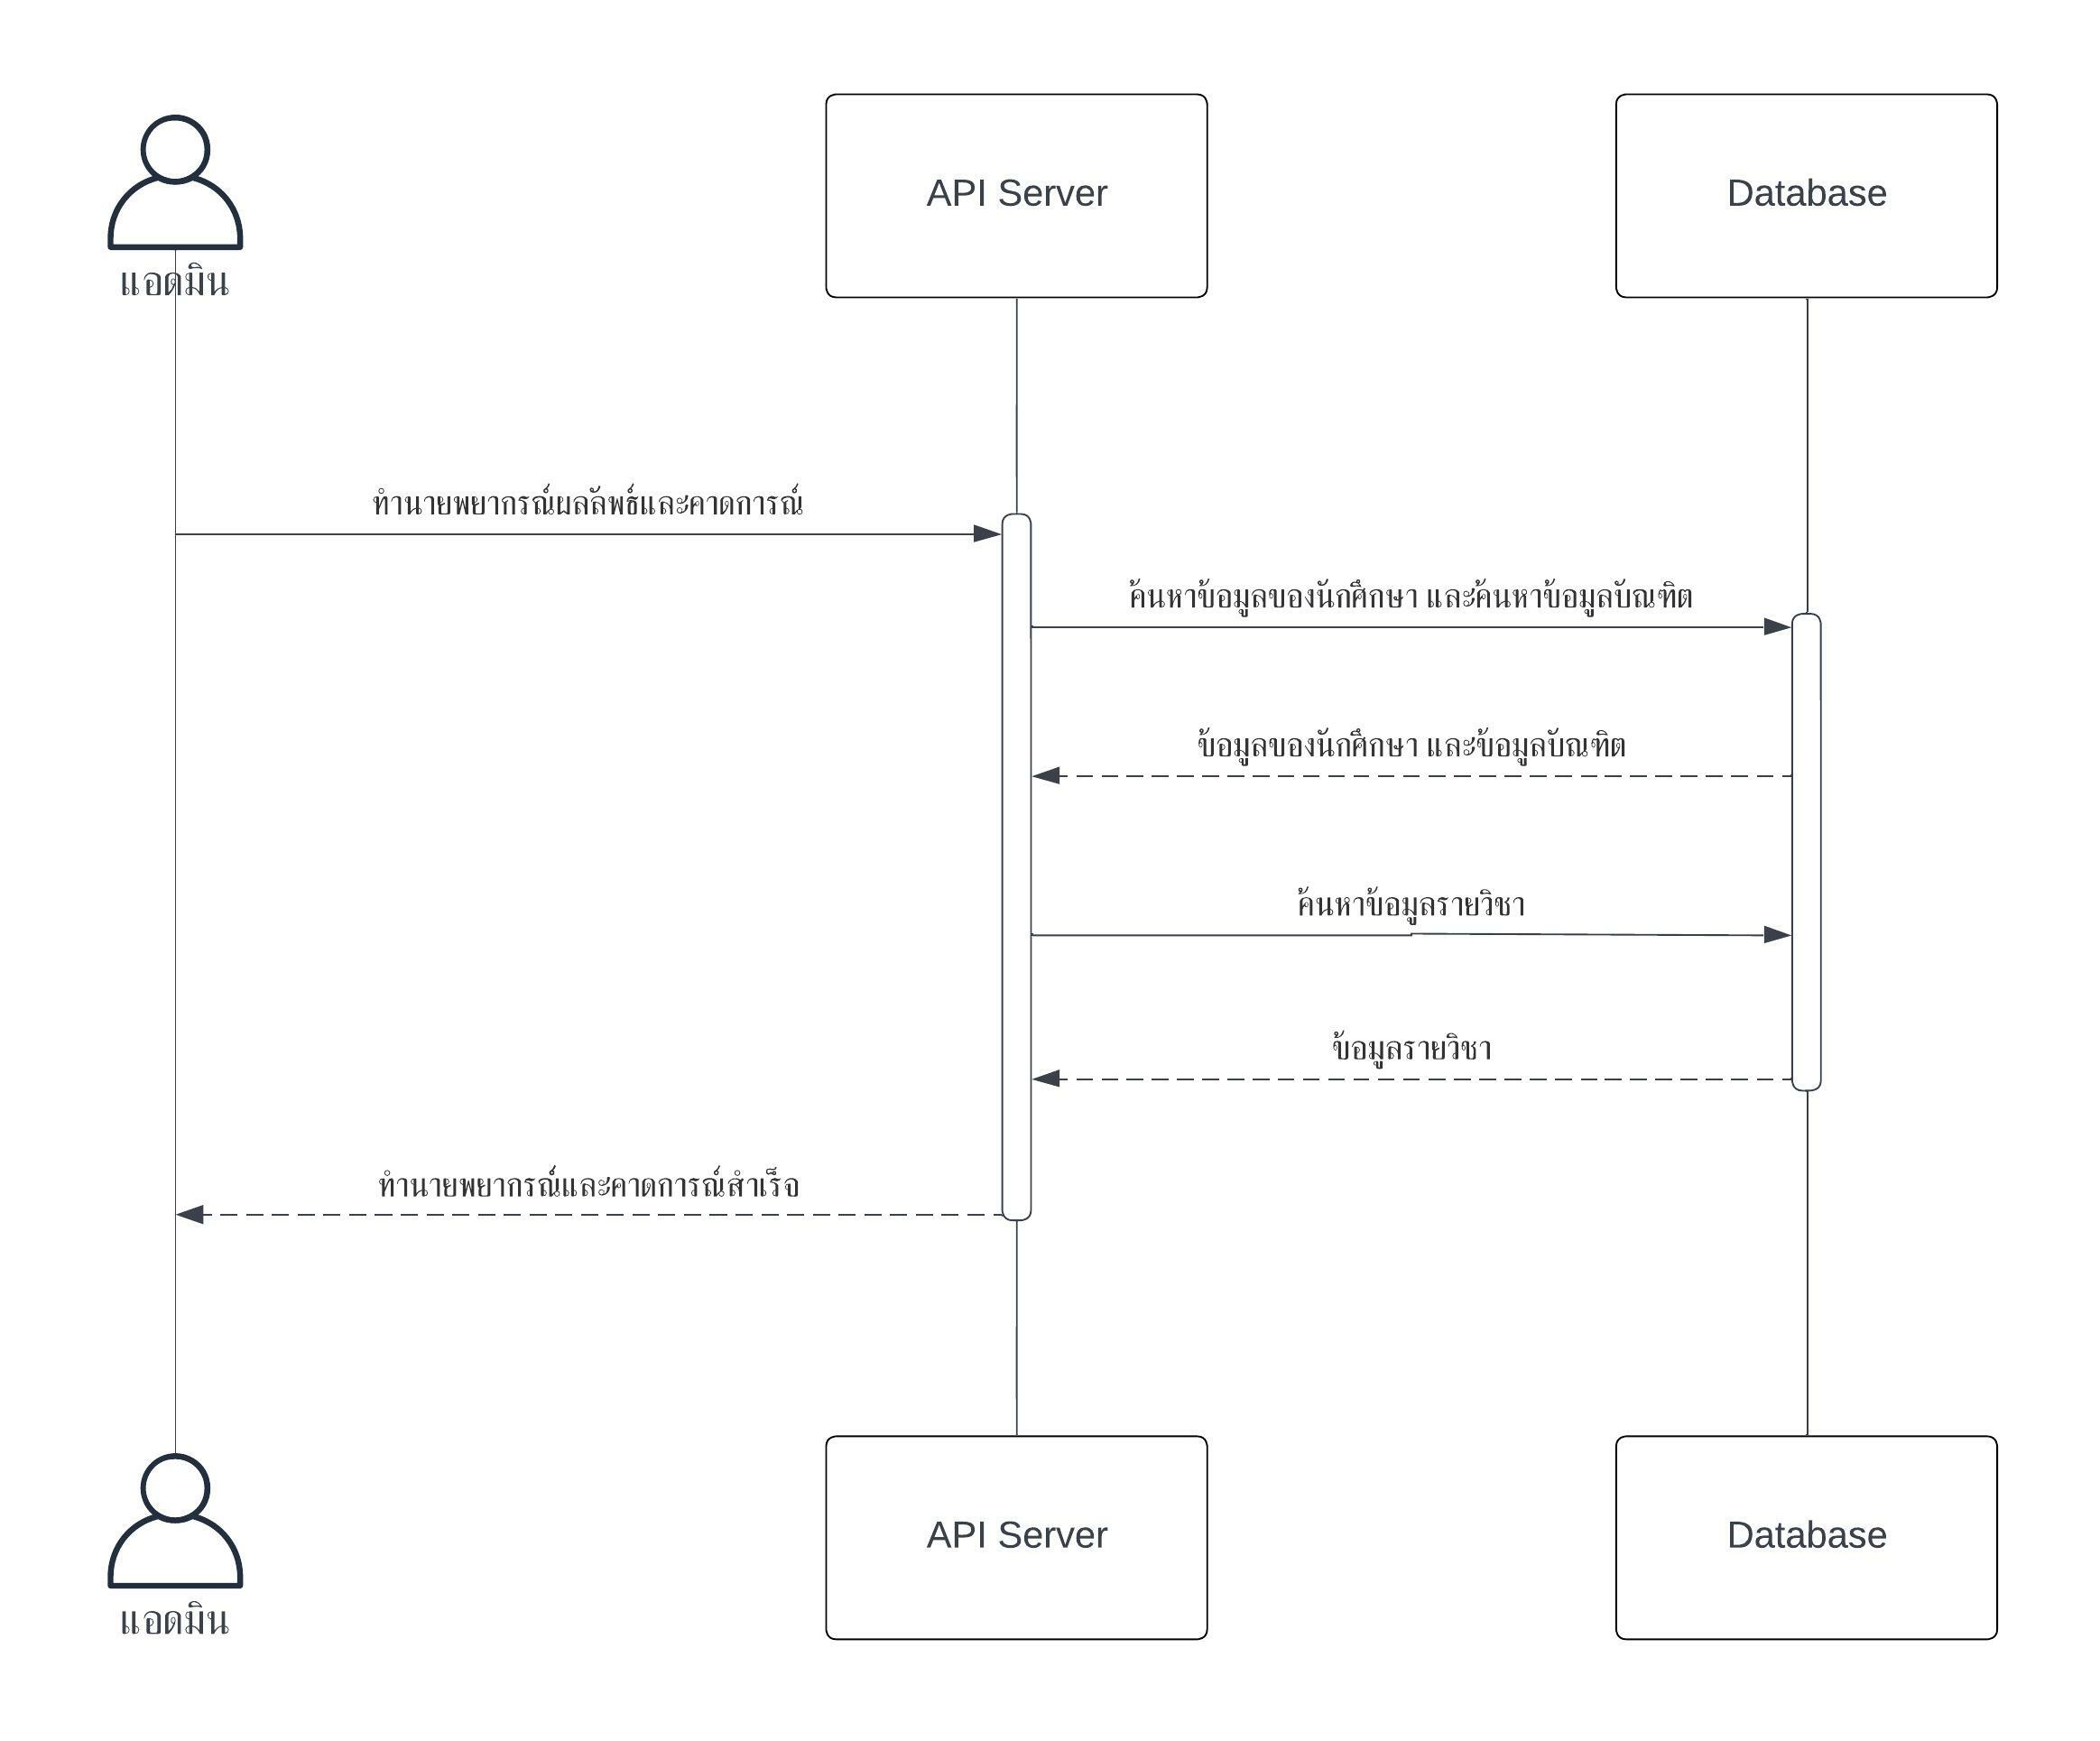 API Server
Database
แอดมิน
ทำนายพยากรณ์ผลลัพธ์และคาดการณ์
ค้นหาข้อมูลของนักศึกษา และค้นหาข้อมูลบัณฑิต
ข้อมูลของนักศึกษา และข้อมูลบัณฑิต
ค้นหาข้อมูลรายวิชา
ข้อมูลรายวิชา
ทำนายพยากรณ์และคาดการณ์สำเร็จ
API Server
Database
แอดมิน